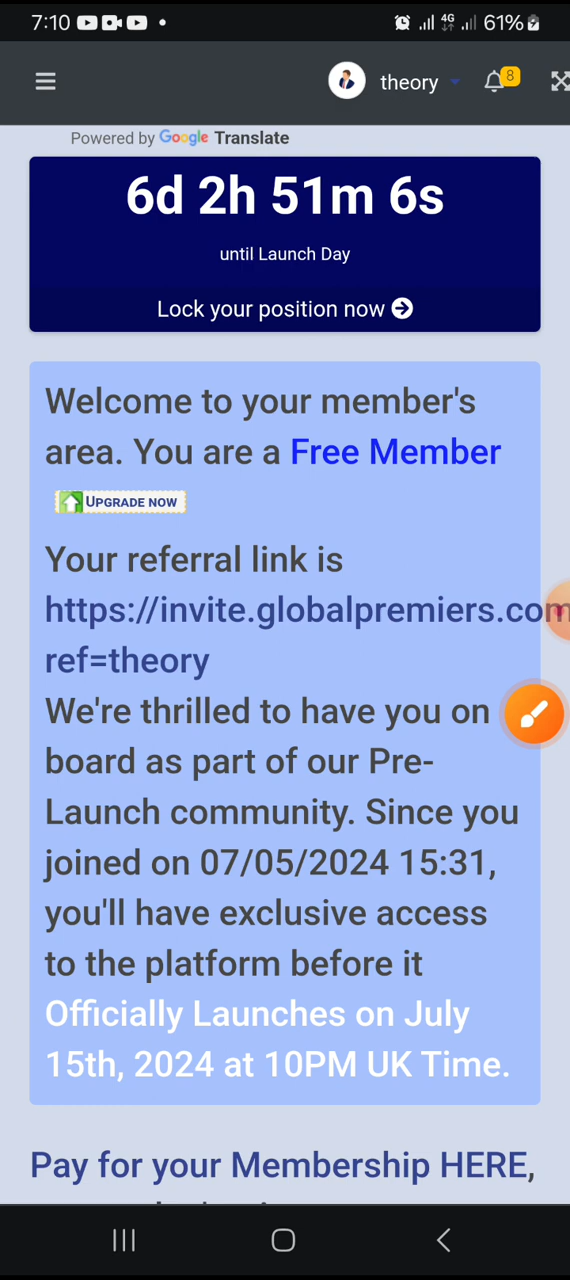 7:10
4G
61%
theory
8
Powered by Google Translate
6d 2h 51m 6s
until Launch Day
Lock your position now
Welcome to your member's
area. You are a Free Member
UPGRADE NOW
Your referral link is
https://invite.globalpremiers.com
ref=theory
We're thrilled to have you on
board as part of our Pre-
Launch community. Since you
joined on 07/05/2024 15:31,
you'll have exclusive access
to the platform before it
Officially Launches on July
15th, 2024 at 10PM UK Time.
Pay for your Membership HERE,